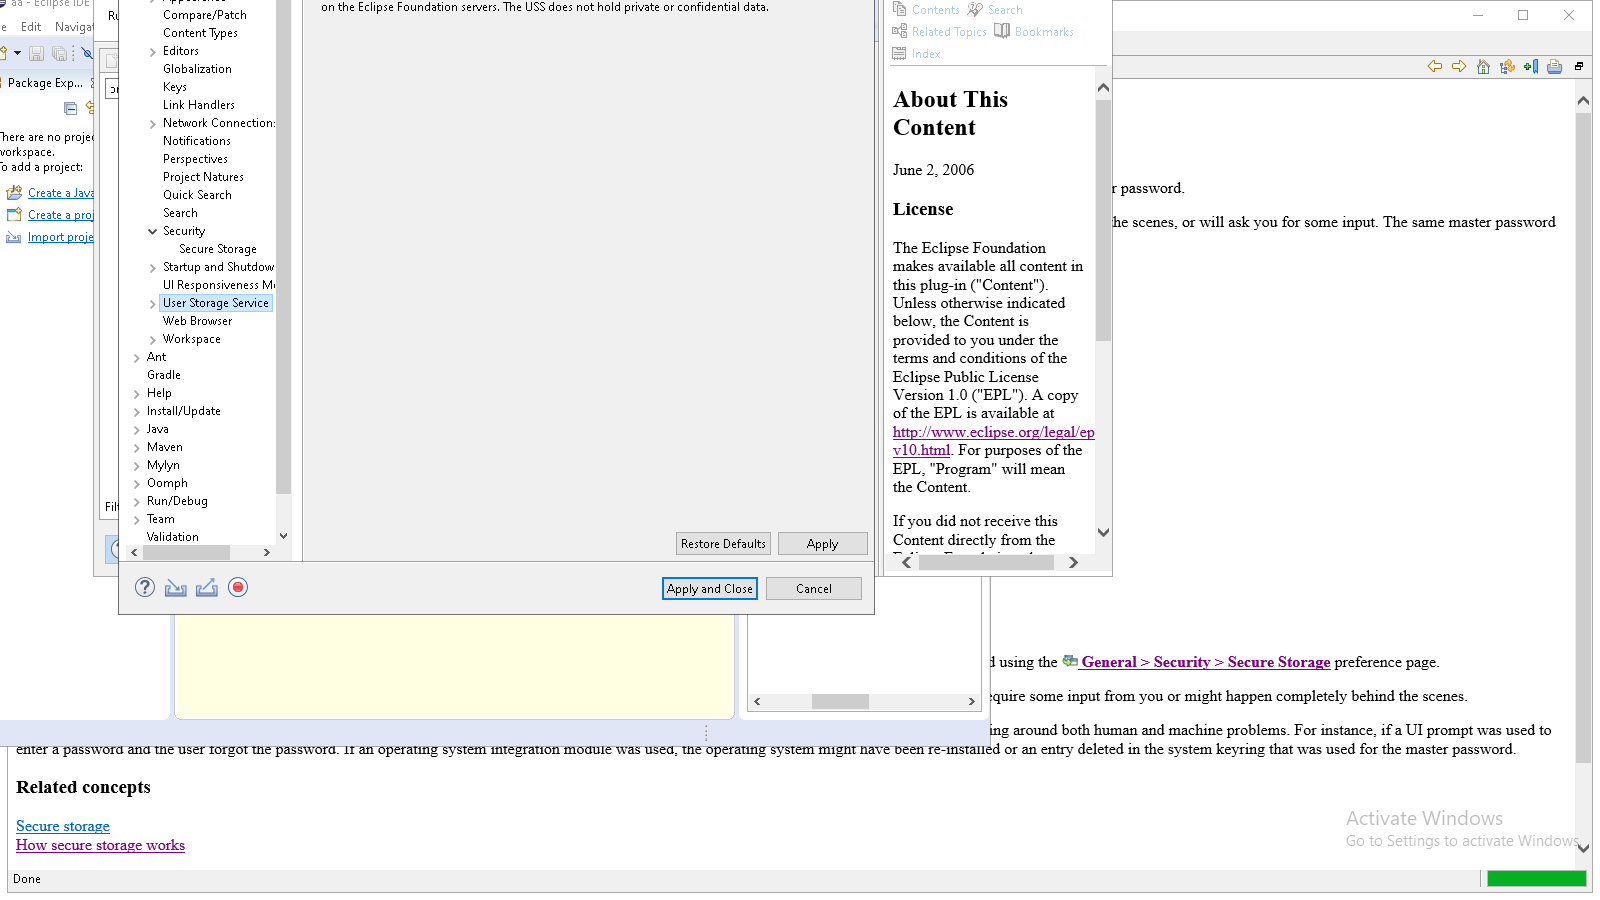 aa - Eclipse IDE
Edit Navigat
Package Exp...
There are no projec
workspace.
To add a project:
Create a Java
Create a proj
Import proje
Ru
Filt
Compare/Patch
Content Types
Editors
Globalization
Keys
Link Handlers
Network Connection:
Notifications
Perspectives
Project Natures
Quick Search
Search
Security
Secure Storage
Startup and Shutdow
UI Responsiveness Mo
User Storage Service
Web Browser
Workspace
Ant
Gradle
Help
Install/Update
Java
Maven
Mylyn
Oomph
Run/Debug
Team
Validation
on the Eclipse Foundation servers. The USS does not hold private or confidential data.
Restore Defaults Apply
Apply and Close Cancel
Contents Search
Related Topics Bookmarks
Index
About This
Content
June 2, 2006
License
The Eclipse Foundation
makes available all content in
this plug-in ("Content").
Unless otherwise indicated
below, the Content is
provided to you under the
terms and conditions of the
Eclipse Public License
Version 1.0 ("EPL"). A copy
of the EPL is available at
http://www.eclipse.org/legal/ep
v10.html. For purposes of the
EPL, "Program" will mean
the Content.
If you did not receive this
Content directly from the
r password.
he scenes, or will ask you for some input. The same master password
d using the General > Security > Secure Storage preference page.
equire some input from you or might happen completely behind the scenes.
ing around both human and machine problems. For instance, if a UI prompt was used to
enter a password and the user forgot the password. If an operating system integration module was used, the operating system might have been re-installed or an entry deleted in the system keyring that was used for the master password.
Related concepts
Secure storage
How secure storage works
Activate Windows
Go to Settings to activate Windows.
Done